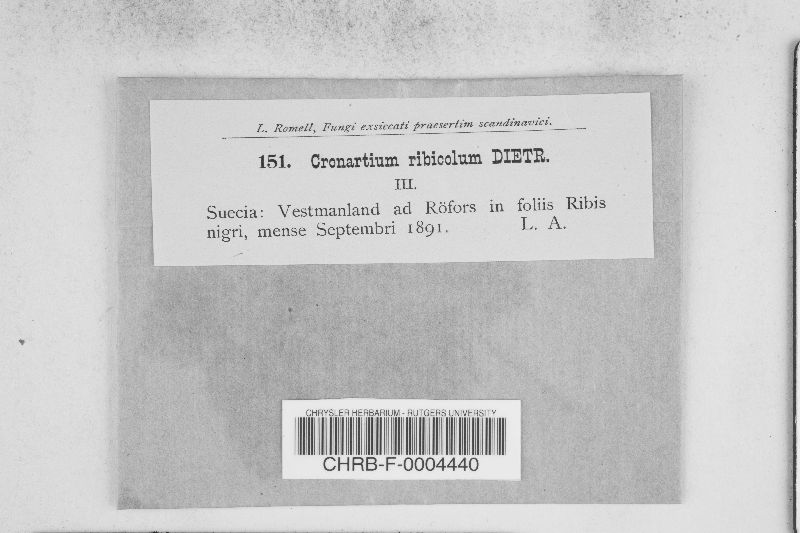 L. Romell, Fungi exsiccati praesertim scandinavici.
151. Cronartium ribicolum DIETR.
III.
Suecia: Vestmanland ad Röfors in foliis Ribis
nigri, mense Septembri 1891. L. A.
CHRYSLER HERBARIUM - RUTGERS UNIVERSITY
CHRB-F-0004440